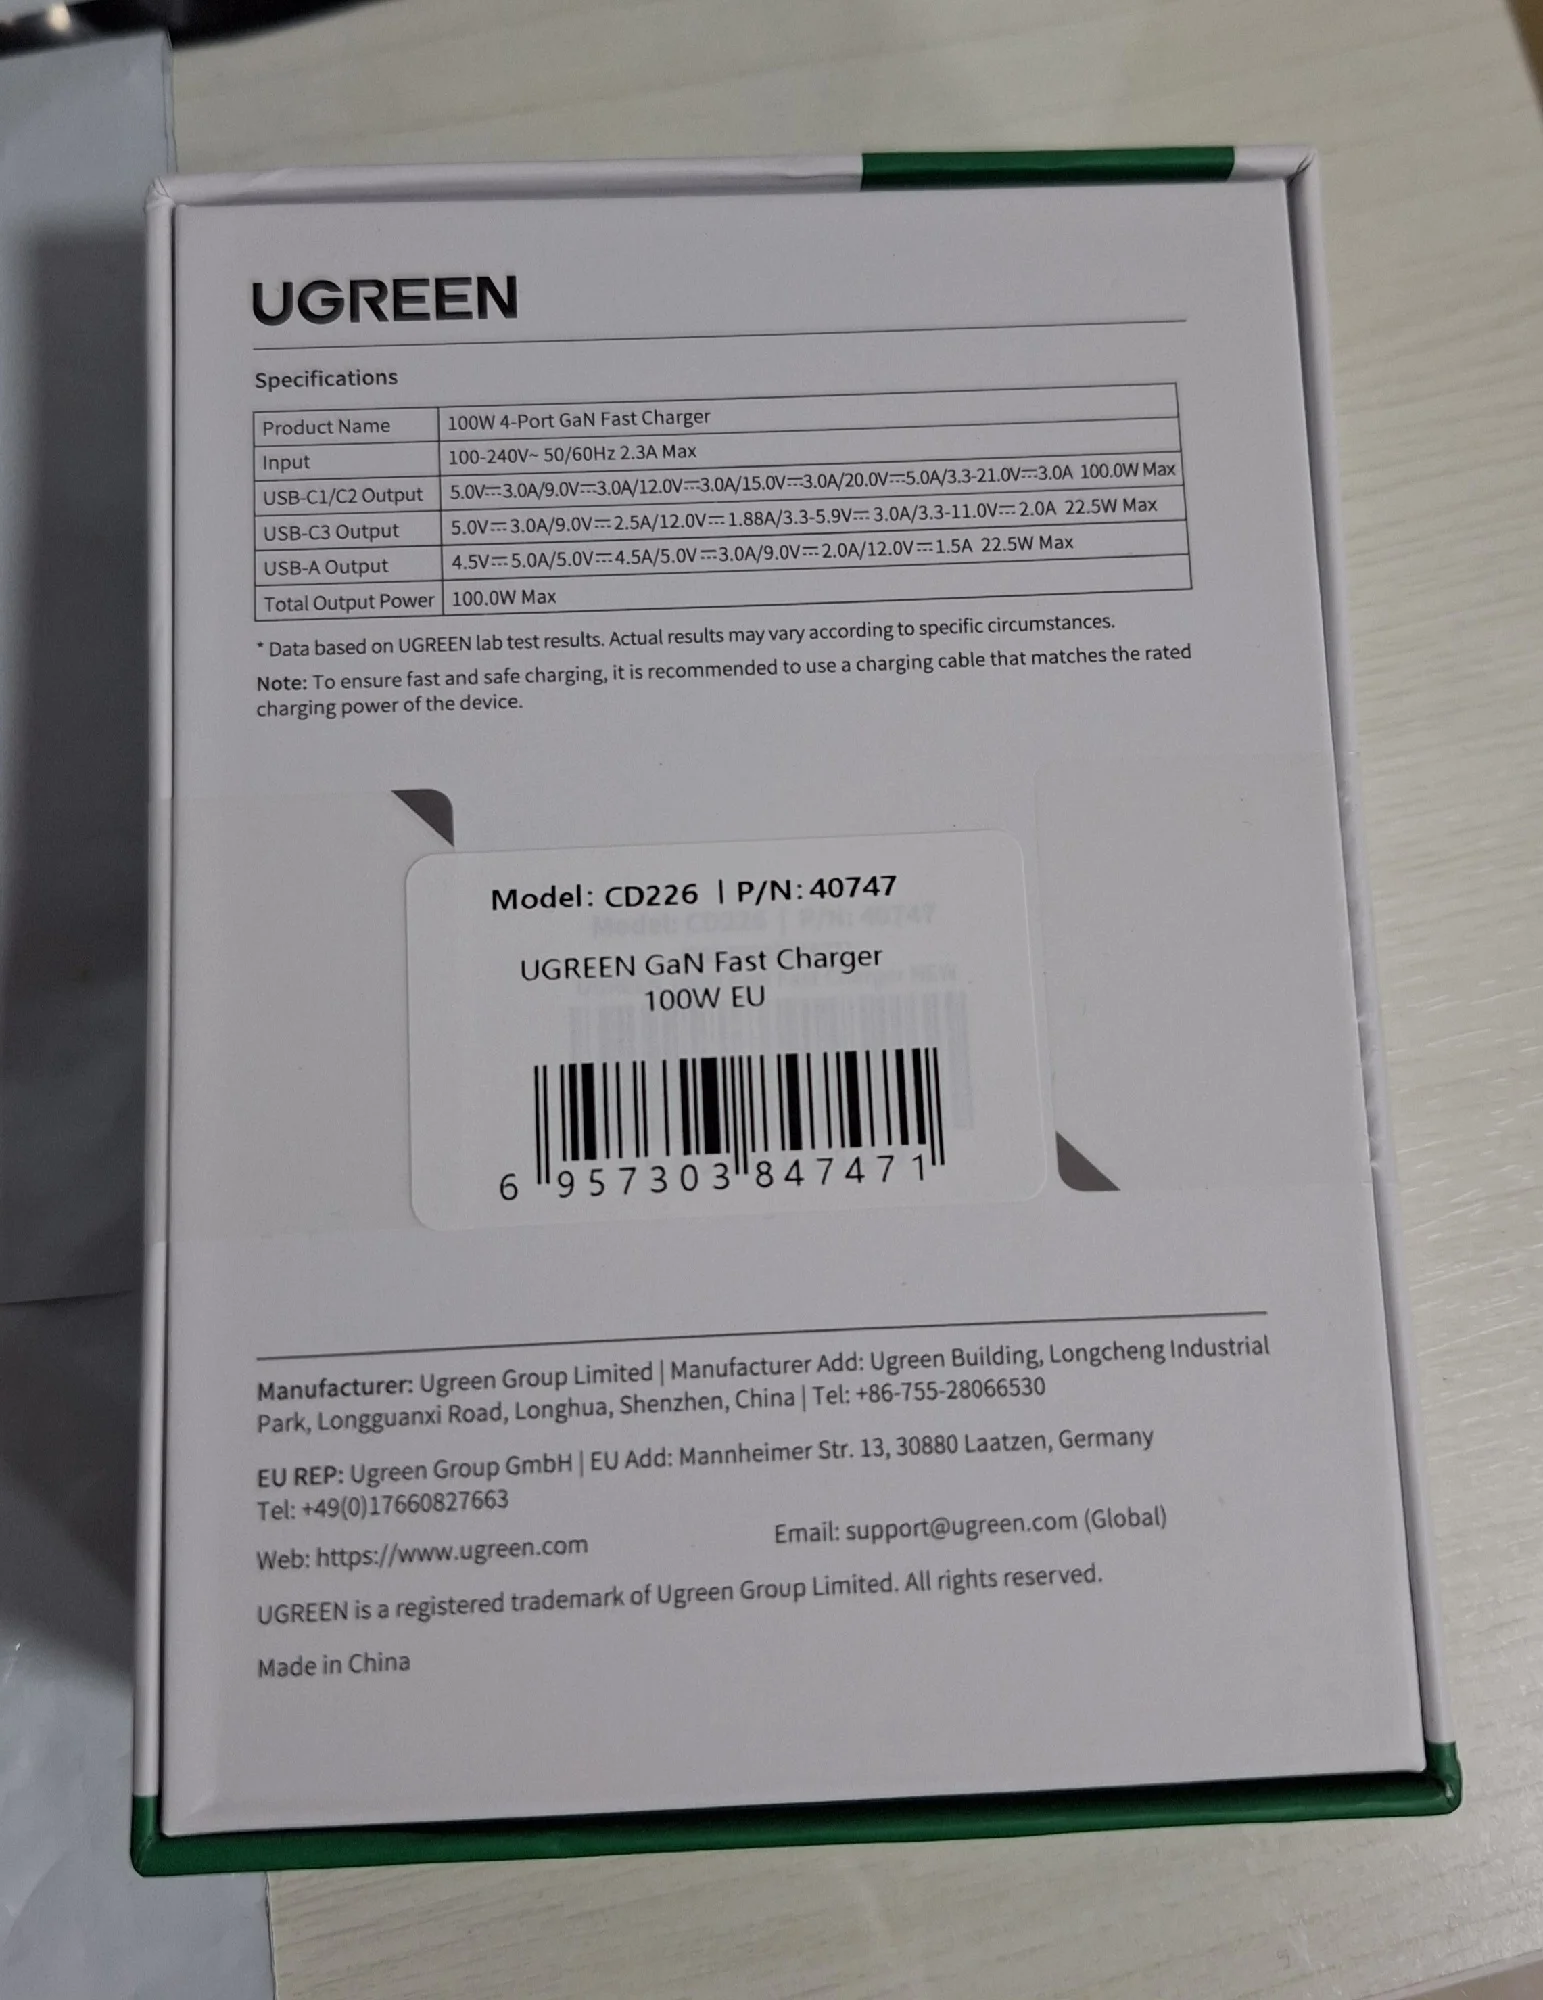 UGREEN
Specifications
Product Name 100W 4-Port GaN Fast Charger
Input 100-240V~ 50/60Hz 2.3A Max
USB-C1/C2 Output 5.0V⎓3.0A/9.0V⎓3.0A/12.0V⎓3.0A/15.0V⎓3.0A/20.0V⎓5.0A/3.3-21.0V⎓3.0A 100.0W Max
USB-C3 Output 5.0V⎓3.0A/9.0V⎓2.5A/12.0V⎓1.88A/3.3-5.9V⎓3.0A/3.3-11.0V⎓2.0A 22.5W Max
USB-A Output 4.5V⎓5.0A/5.0V⎓4.5A/5.0V⎓3.0A/9.0V⎓2.0A/12.0V⎓1.5A 22.5W Max
Total Output Power 100.0W Max
* Data based on UGREEN lab test results. Actual results may vary according to specific circumstances.
Note: To ensure fast and safe charging, it is recommended to use a charging cable that matches the rated
charging power of the device.
Model: CD226 | P/N: 40747
Model: CD226 | P/N: 40747
UGREEN GaN Fast Charger
100W EU
6 957303 847471
Manufacturer: Ugreen Group Limited | Manufacturer Add: Ugreen Building, Longcheng Industrial
Park, Longguanxi Road, Longhua, Shenzhen, China | Tel: +86-755-28066530
EU REP: Ugreen Group GmbH | EU Add: Mannheimer Str. 13, 30880 Laatzen, Germany
Tel: +49(0)17660827663
Web: https://www.ugreen.com Email: support@ugreen.com (Global)
UGREEN is a registered trademark of Ugreen Group Limited. All rights reserved.
Made in China